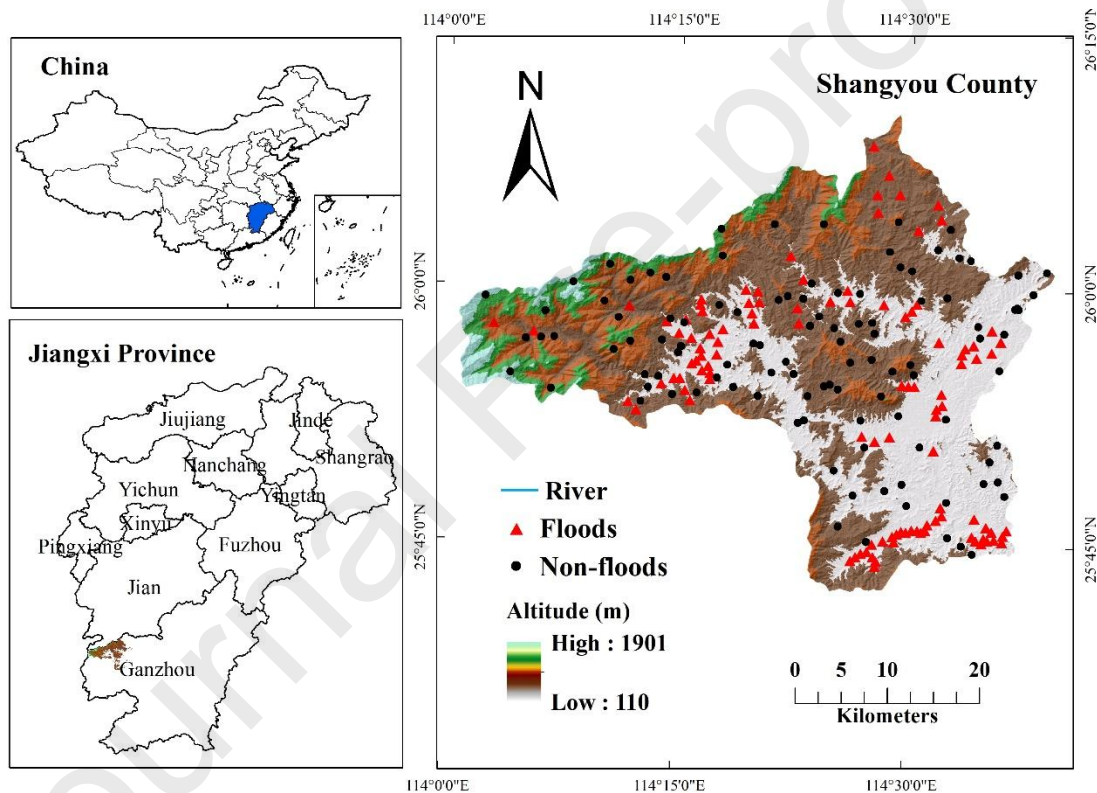 China
Jiangxi Province
Jiujiang
Jinde
Nanchang
Shangrao
Yichun
Yingtan
Xinyu
Pingxiang
Fuzhou
Jian
Ganzhou
114°0'0"E 114°15'0"E 114°30'0"E
26°15'0"N
26°0'0"N
25°45'0"N
Shangyou County
N
26°15'0"N
26°0'0"N
25°45'0"N
River
Floods
Non-floods
Altitude (m)
High : 1901
Low : 110
0 5 10 20
Kilometers
114°0'0"E 114°15'0"E 114°30'0"E